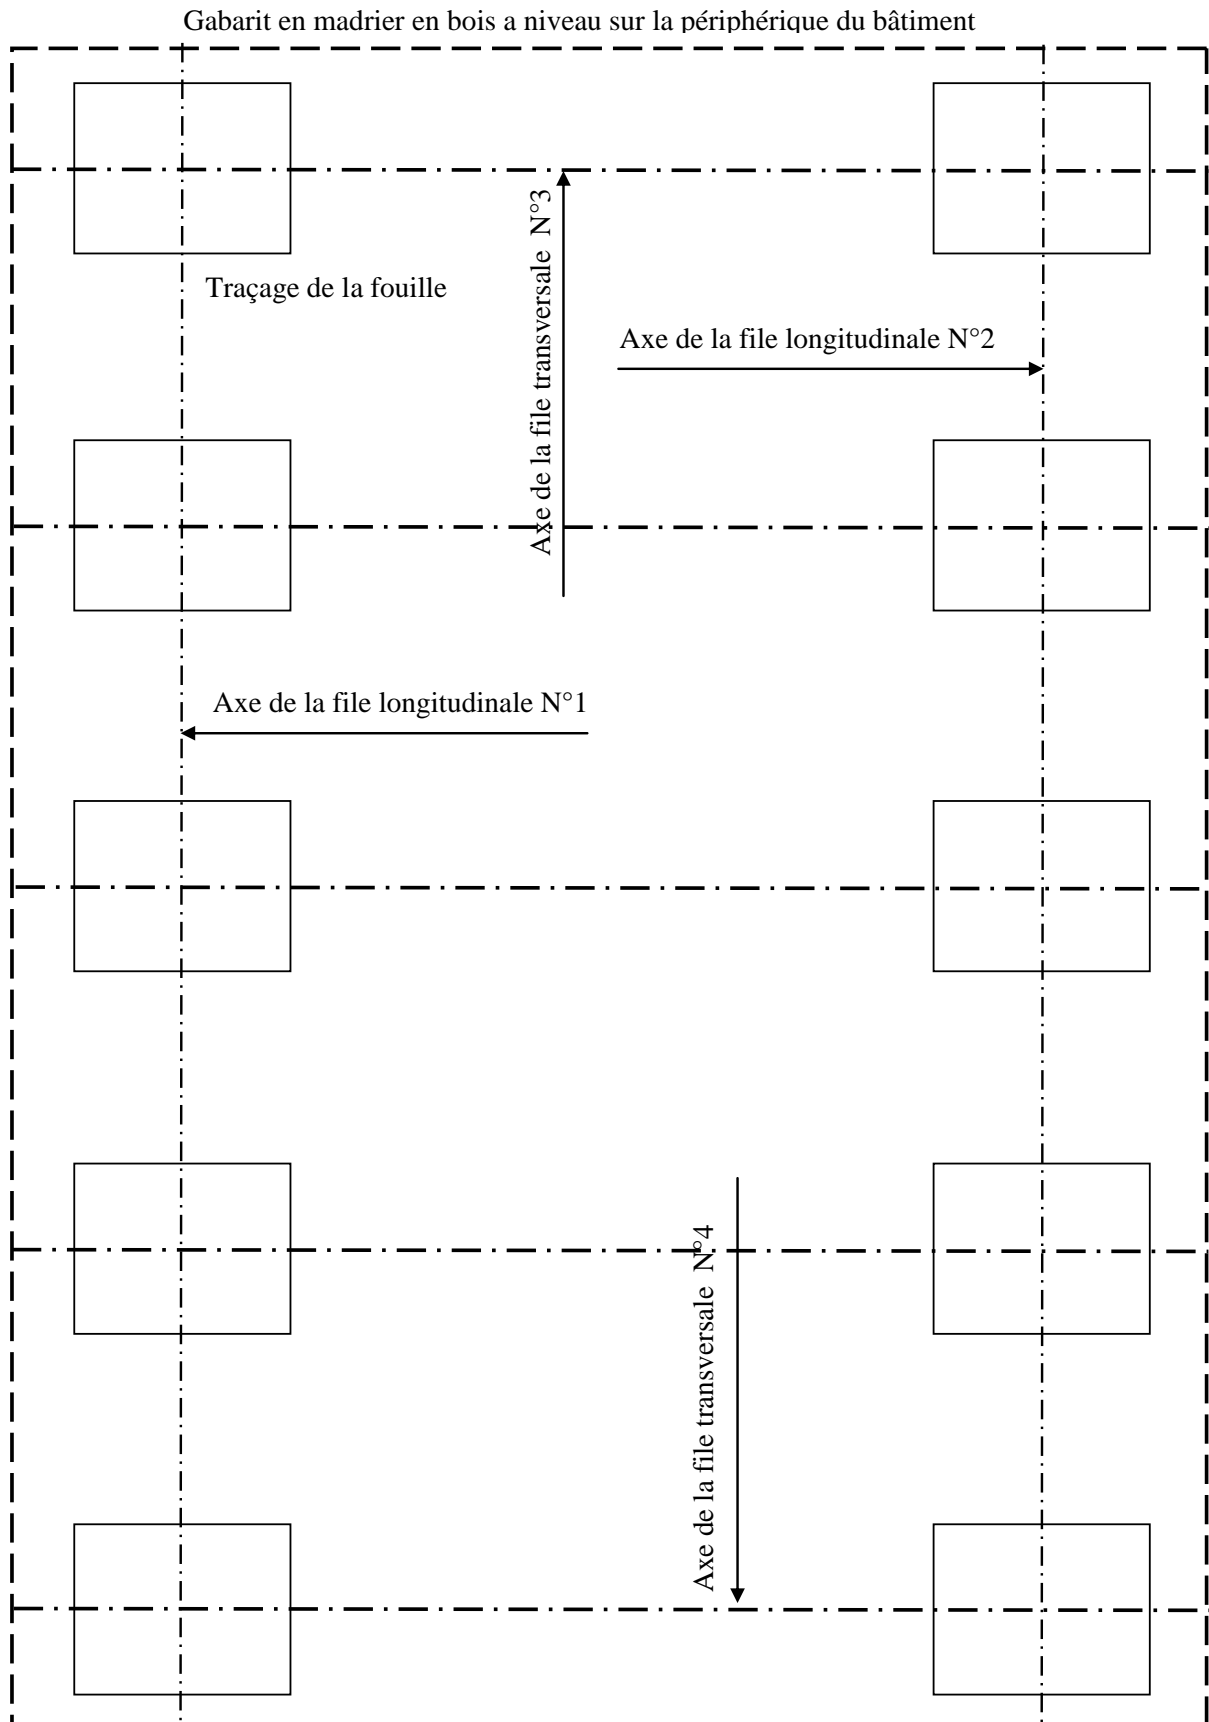 Gabarit en madrier en bois a niveau sur la périphérique du bâtiment
Traçage de la fouille
Axe de la file transversale N°3
Axe de la file longitudinale N°2
Axe de la file longitudinale N°1
Axe de la file transversale N°4